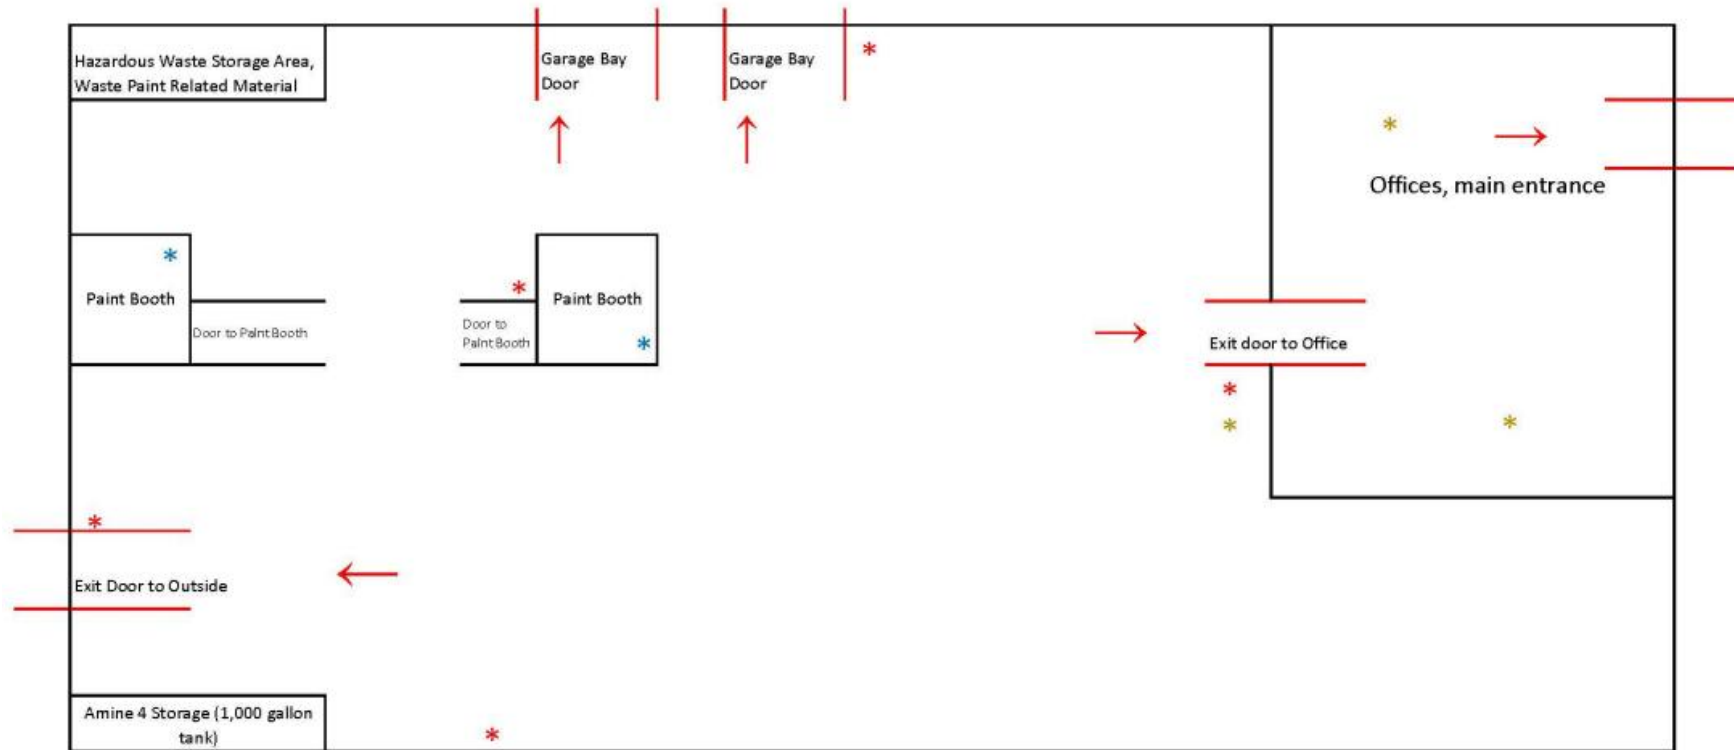 Hazardous Waste Storage Area,
Waste Paint Related Material
Garage Bay
Door
Garage Bay
Door
*
*
→
Offices, main entrance
↑
↑
*
Paint Booth
Door to Paint Booth
*
Door to
Paint Booth
Paint Booth
*
→
Exit door to Office
*
*
*
*
Exit Door to Outside
←
Amine 4 Storage (1,000 gallon
tank)
*